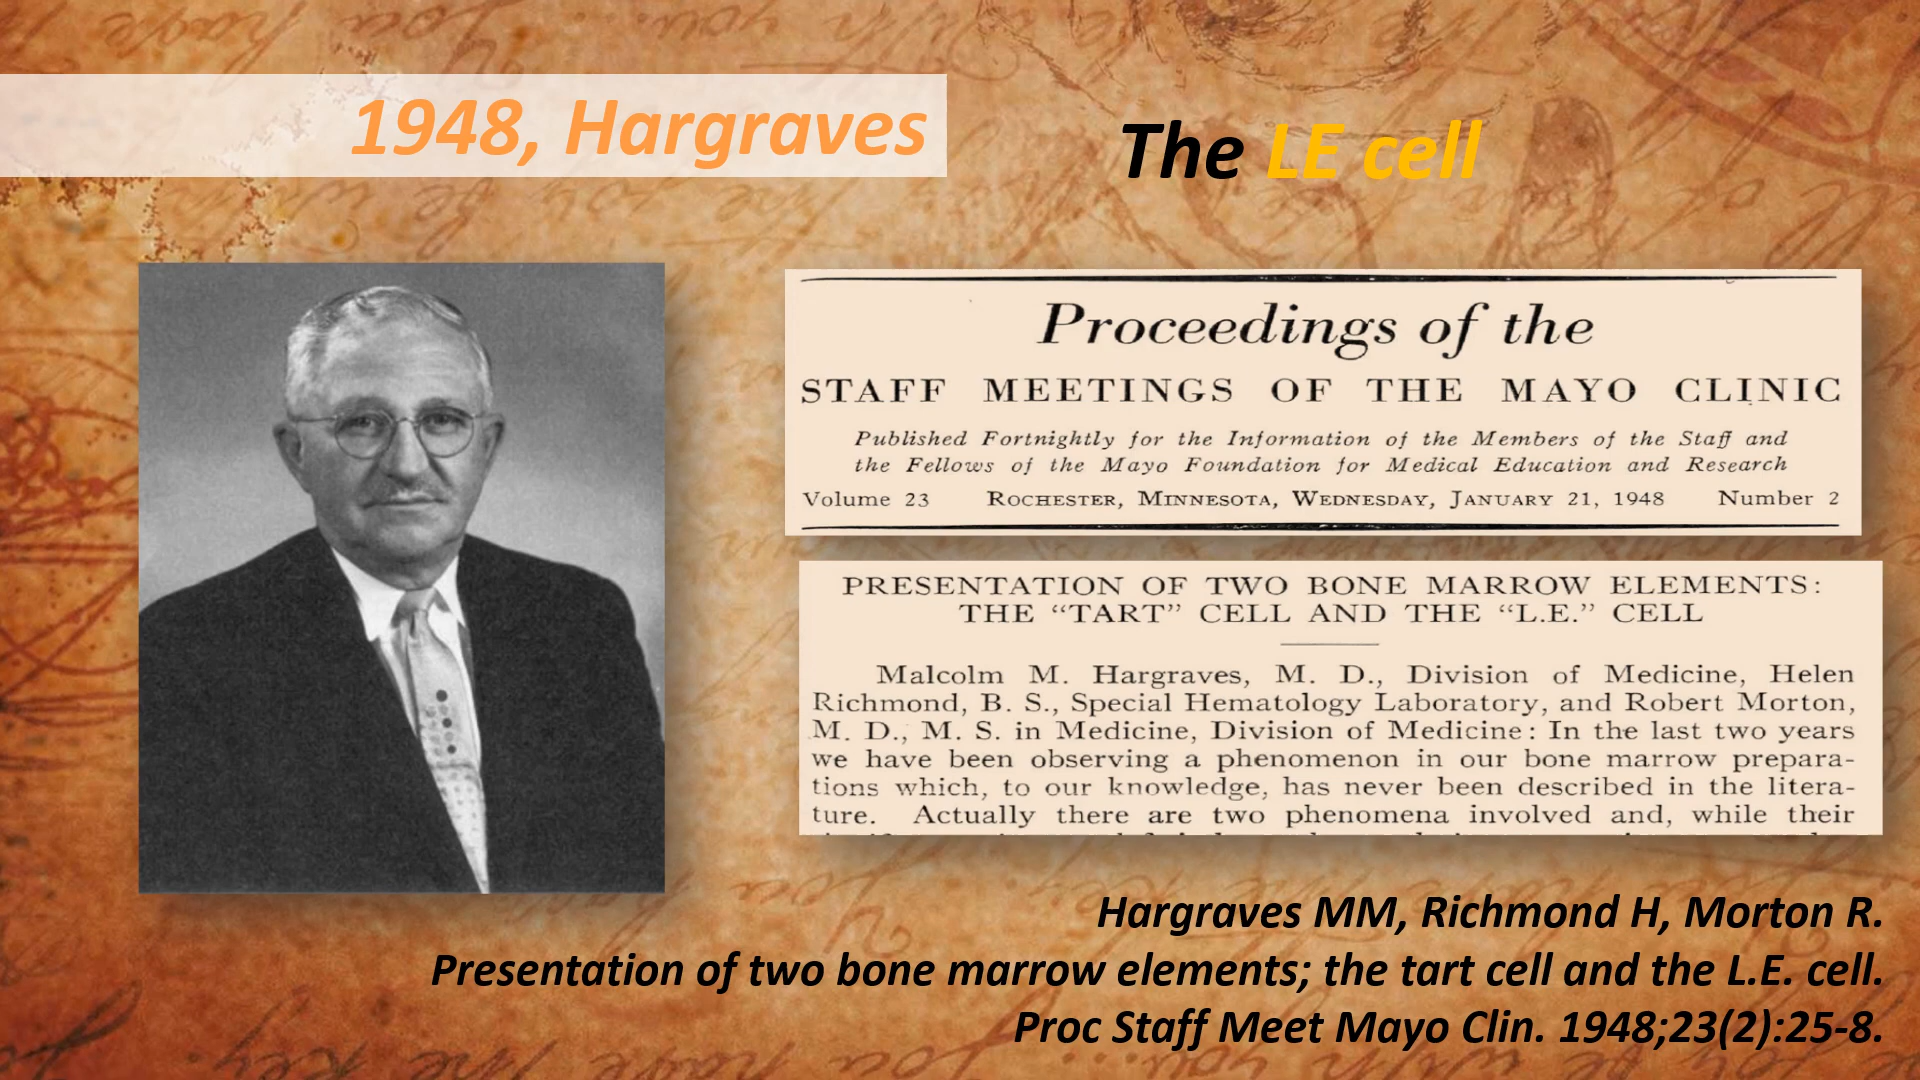 1948, Hargraves
The LE cell
Proceedings of the
STAFF MEETINGS OF THE MAYO CLINIC
Published Fortnightly for the Information of the Members of the Staff and
the Fellows of the Mayo Foundation for Medical Education and Research
Volume 23 ROCHESTER, MINNESOTA, WEDNESDAY, JANUARY 21, 1948 Number 2
PRESENTATION OF TWO BONE MARROW ELEMENTS:
THE “TART” CELL AND THE “L.E.” CELL
Malcolm M. Hargraves, M. D., Division of Medicine, Helen
Richmond, B. S., Special Hematology Laboratory, and Robert Morton,
M. D., M. S. in Medicine, Division of Medicine: In the last two years
we have been observing a phenomenon in our bone marrow prepara-
tions which, to our knowledge, has never been described in the litera-
ture. Actually there are two phenomena involved and, while their
Hargraves MM, Richmond H, Morton R.
Presentation of two bone marrow elements; the tart cell and the L.E. cell.
Proc Staff Meet Mayo Clin. 1948;23(2):25-8.